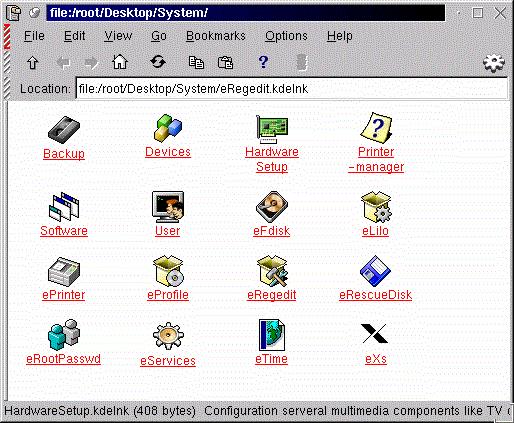 file:/root/Desktop/System/
File Edit View Go Bookmarks Options Help
Location: file:/root/Desktop/System/eRegedit.kdelnk
Backup Devices Hardware Setup Printer -manager
Software User eFdisk eLilo
ePrinter eProfile eRegedit eRescueDisk
eRootPasswd eServices eTime eXs
HardwareSetup.kdelnk (408 bytes) Configuration serveral multimedia components like TV